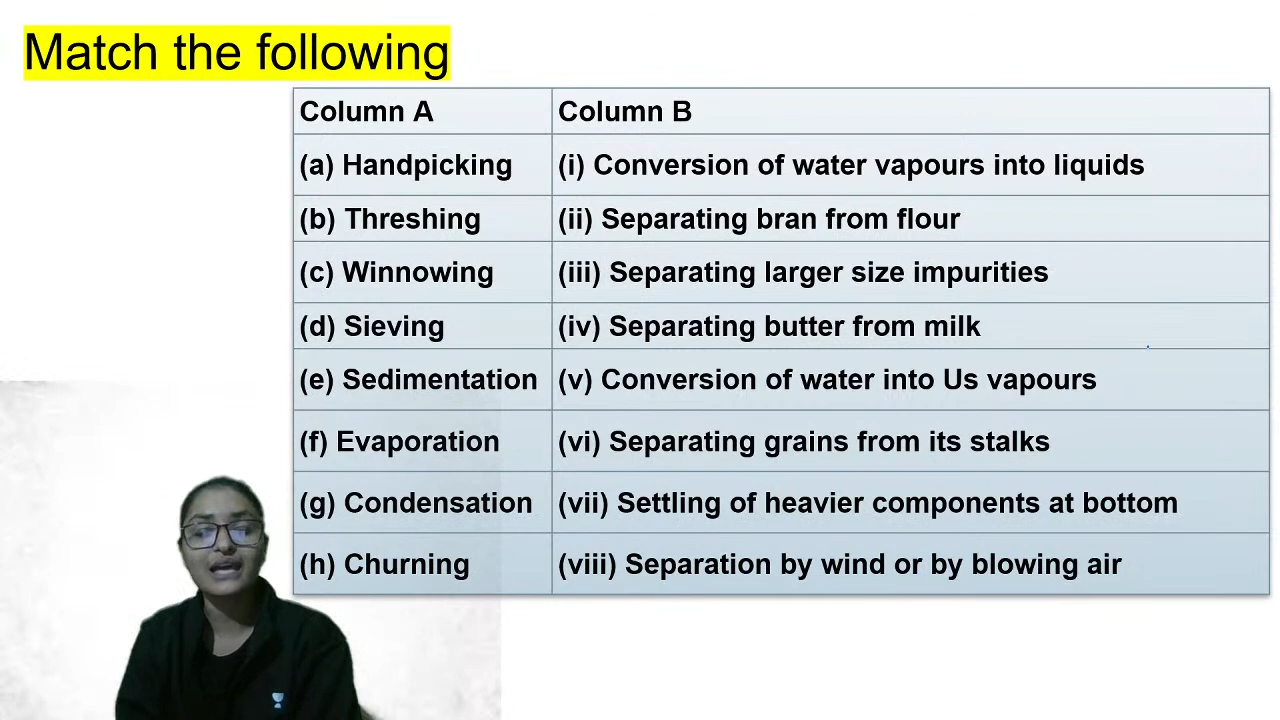 Match the following
Column A Column B
(a) Handpicking (i) Conversion of water vapours into liquids
(b) Threshing (ii) Separating bran from flour
(c) Winnowing (iii) Separating larger size impurities
(d) Sieving (iv) Separating butter from milk
(e) Sedimentation (v) Conversion of water into Us vapours
(f) Evaporation (vi) Separating grains from its stalks
(g) Condensation (vii) Settling of heavier components at bottom
(h) Churning (viii) Separation by wind or by blowing air